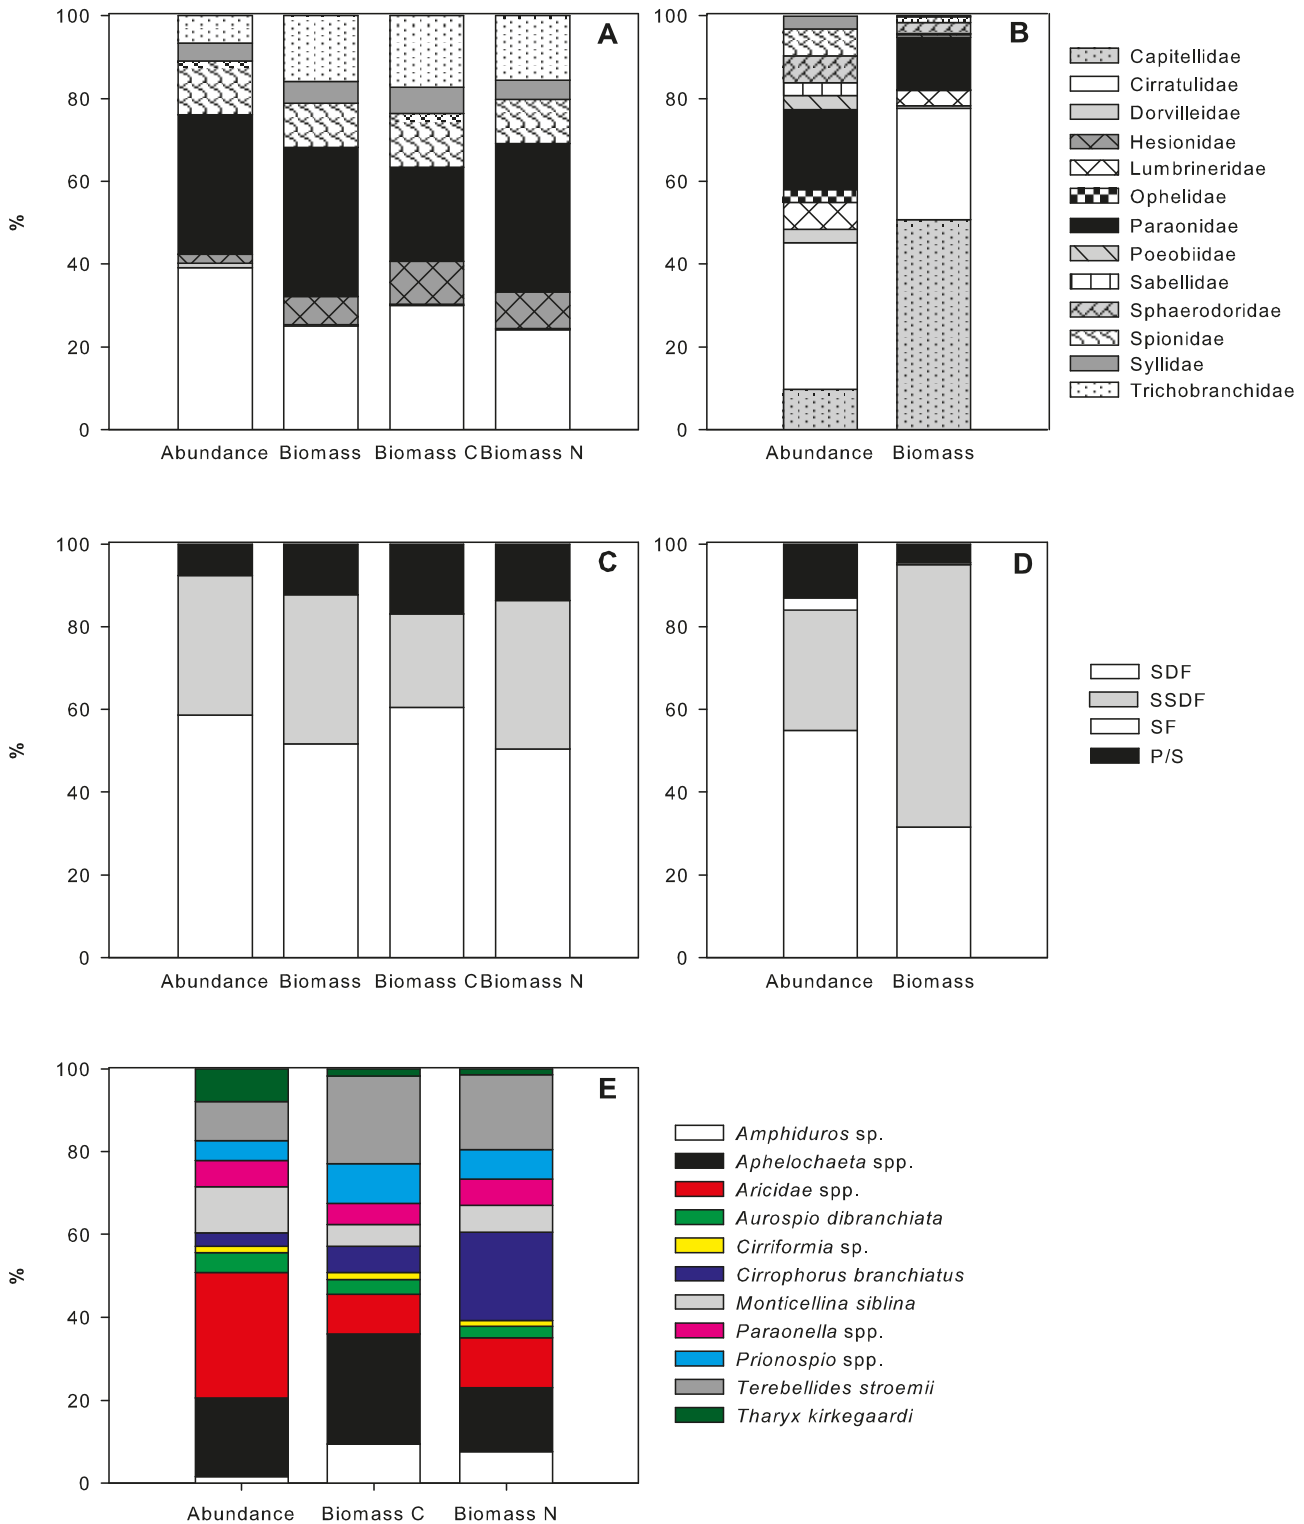 100
80
60
40
20
0
%
A
Abundance Biomass Biomass C Biomass N
100
80
60
40
20
0
B
Abundance Biomass
Capitellidae
Cirratulidae
Dorvilleidae
Hesionidae
Lumbrineridae
Ophelidae
Paraonidae
Poeobiidae
Sabellidae
Sphaerodoridae
Spionidae
Syllidae
Trichobranchidae
100
80
60
40
20
0
%
C
Abundance Biomass Biomass C Biomass N
100
80
60
40
20
0
D
Abundance Biomass
SDF
SSDF
SF
P/S
100
80
60
40
20
0
%
E
Abundance Biomass C Biomass N
Amphiduros sp.
Aphelochaeta spp.
Aricidae spp.
Aurospio dibranchiata
Cirriformia sp.
Cirrophorus branchiatus
Monticellina siblina
Paraonella spp.
Prionospio spp.
Terebellides stroemii
Tharyx kirkegaardi